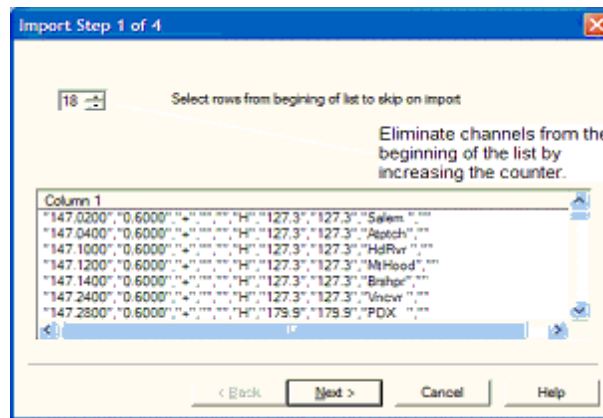 Import Step 1 of 4
18
Select rows from begining of list to skip on import
Eliminate channels from the
beginning of the list by
increasing the counter.
Column 1
"147.0200","0.6000","+","","","H","127.3","127.3","Salem ",""
"147.0400","0.6000","+","","","H","127.3","127.3","Atptch",""
"147.1000","0.6000","+","","","H","127.3","127.3","HdRvr ",""
"147.1200","0.6000","+","","","H","127.3","127.3","MtHood",""
"147.1400","0.6000","+","","","H","127.3","127.3","Brshpr",""
"147.2400","0.6000","+","","","H","127.3","127.3","Vncvr ",""
"147.2800","0.6000","+","","","H","179.9","179.9","PDX   ",""
< Back
Next >
Cancel
Help